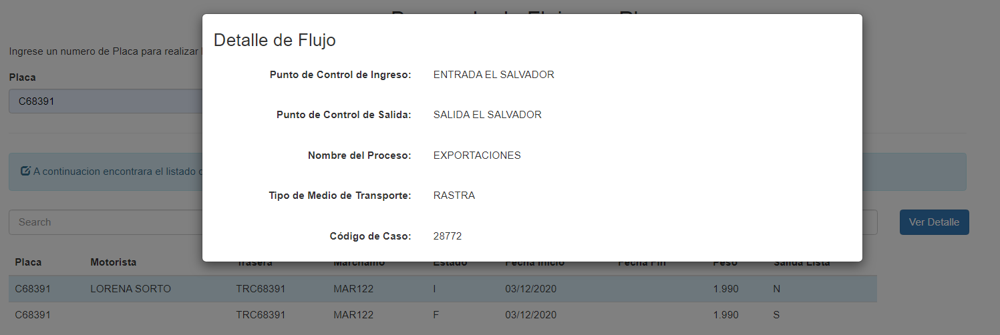 Detalle de Flujo
Ingrese un numero de Placa para realizar
Punto de Control de Ingreso: ENTRADA EL SALVADOR
Placa
C68391
Punto de Control de Salida: SALIDA EL SALVADOR
Nombre del Proceso: EXPORTACIONES
A continuacion encontrara el listado
Tipo de Medio de Transporte: RASTRA
Search
Ver Detalle
Código de Caso: 28772
Placa Motorista Trasera Marchamo Estado Fecha Inicio Fecha Fin Peso Salida Lista
C68391 LORENA SORTO TRC68391 MAR122 I 03/12/2020 1.990 N
C68391 TRC68391 MAR122 F 03/12/2020 1.990 S